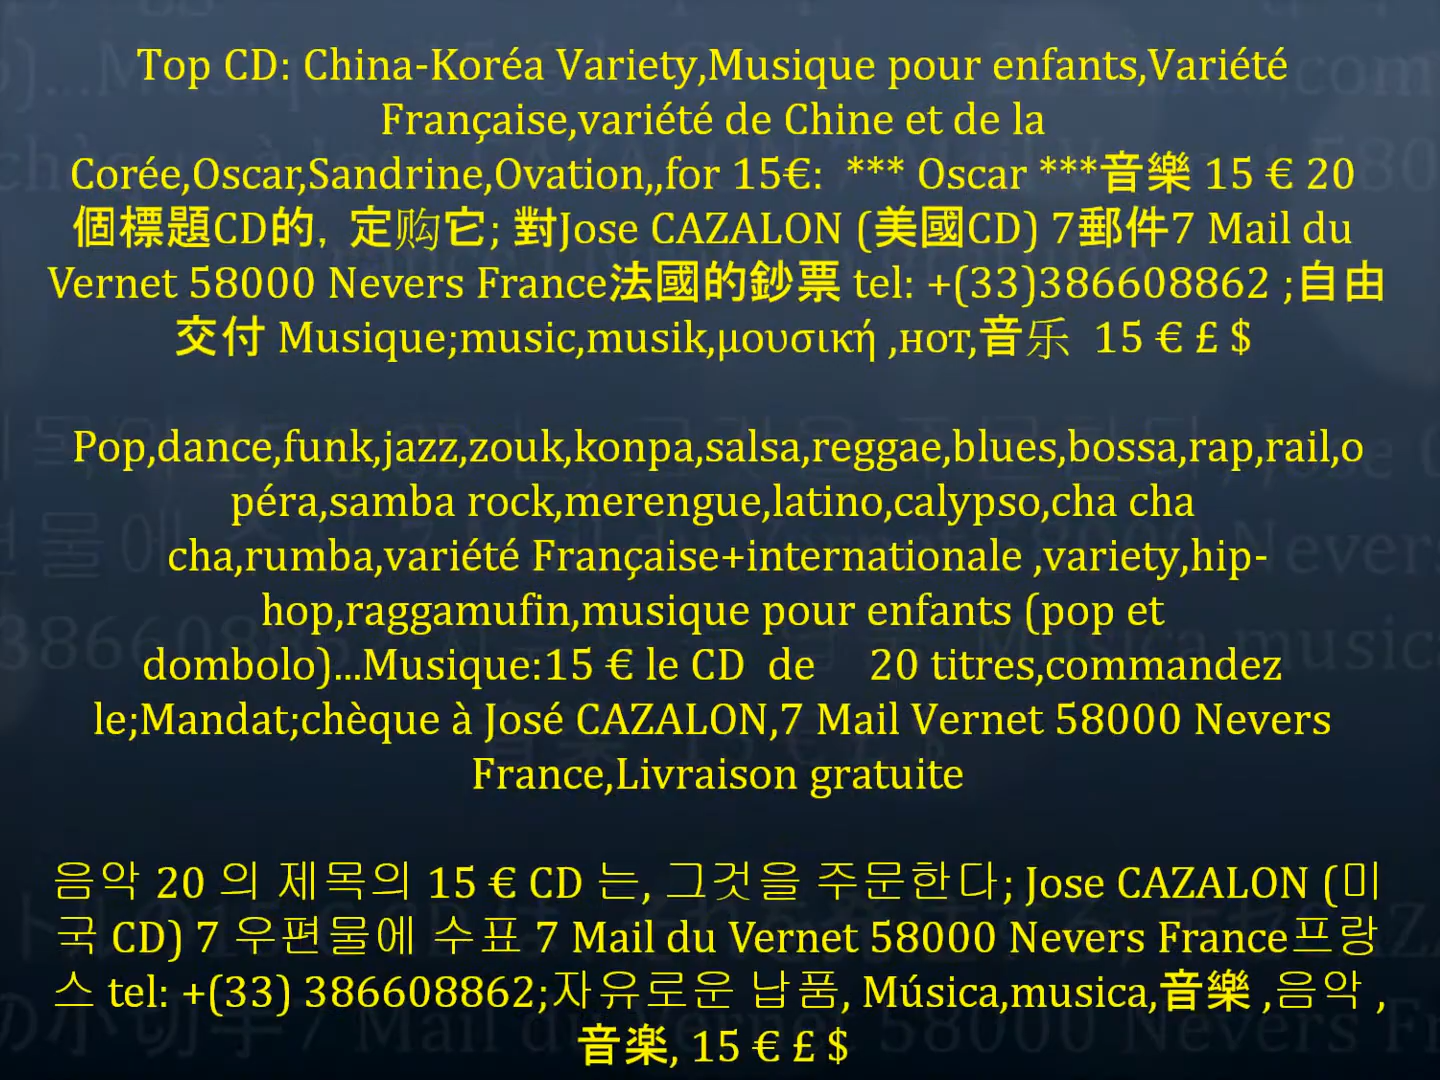 Top CD: China-Koréa Variety,Musique pour enfants,Variété
Française,variété de Chine et de la
Corée,Oscar,Sandrine,Ovation,,for 15€:  *** Oscar ***音樂 15 € 20
個標題CD的，定购它; 對Jose CAZALON (美國CD) 7郵件7 Mail du
Vernet 58000 Nevers France法國的鈔票 tel: +(33)386608862 ;自由
交付 Musique;music,musik,μουσική ,нот,音乐  15 € £ $
Pop,dance,funk,jazz,zouk,konpa,salsa,reggae,blues,bossa,rap,rail,o
péra,samba rock,merengue,latino,calypso,cha cha
cha,rumba,variété Française+internationale ,variety,hip-
hop,raggamufin,musique pour enfants (pop et
dombolo)...Musique:15 € le CD  de     20 titres,commandez
le;Mandat;chèque à José CAZALON,7 Mail Vernet 58000 Nevers
France,Livraison gratuite
음악 20 의 제목의 15 € CD 는, 그것을 주문한다; Jose CAZALON (미
국 CD) 7 우편물에 수표 7 Mail du Vernet 58000 Nevers France프랑
스 tel: +(33) 386608862;자유로운 납품, Música,musica,音樂 ,음악 ,
音楽, 15 € £ $